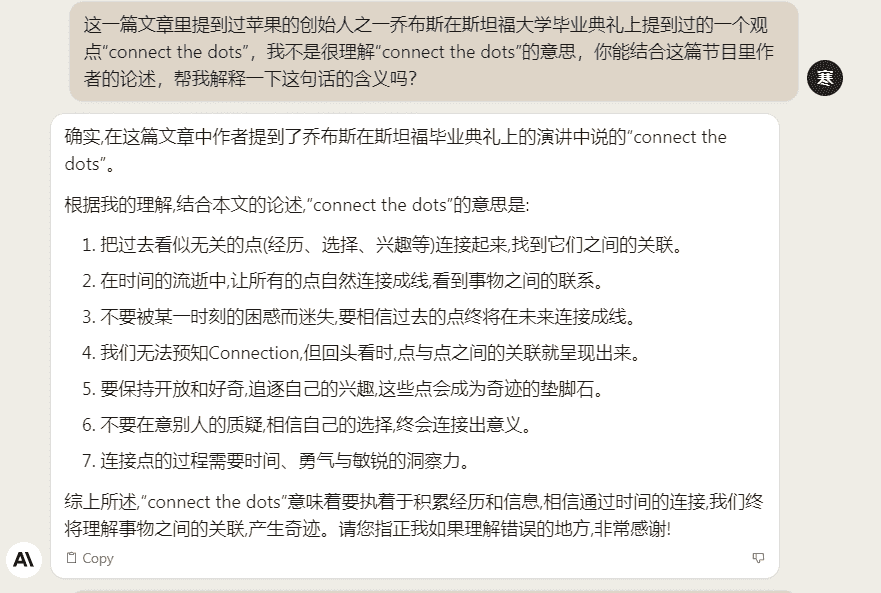 这一篇文章里提到过苹果的创始人之一乔布斯在斯坦福大学毕业典礼上提到过的一个观
点“connect the dots”，我不是很理解“connect the dots”的意思，你能结合这篇节目里作
者的论述，帮我解释一下这句话的含义吗？
寒
确实,在这篇文章中作者提到了乔布斯在斯坦福毕业典礼上的演讲中说的“connect the
dots”。
根据我的理解,结合本文的论述,“connect the dots”的意思是:
1. 把过去看似无关的点(经历、选择、兴趣等)连接起来,找到它们之间的关联。
2. 在时间的流逝中,让所有的点自然连接成线,看到事物之间的联系。
3. 不要被某一时刻的困惑而迷失,要相信过去的点终将在未来连接成线。
4. 我们无法预知Connection,但回头看时,点与点之间的关联就呈现出来。
5. 要保持开放和好奇,追逐自己的兴趣,这些点会成为奇迹的垫脚石。
6. 不要在意别人的质疑,相信自己的选择,终会连接出意义。
7. 连接点的过程需要时间、勇气与敏锐的洞察力。
综上所述,“connect the dots”意味着要执着于积累经历和信息,相信通过时间的连接,我们终
将理解事物之间的关联,产生奇迹。请您指正我如果理解错误的地方,非常感谢!
AI
Copy